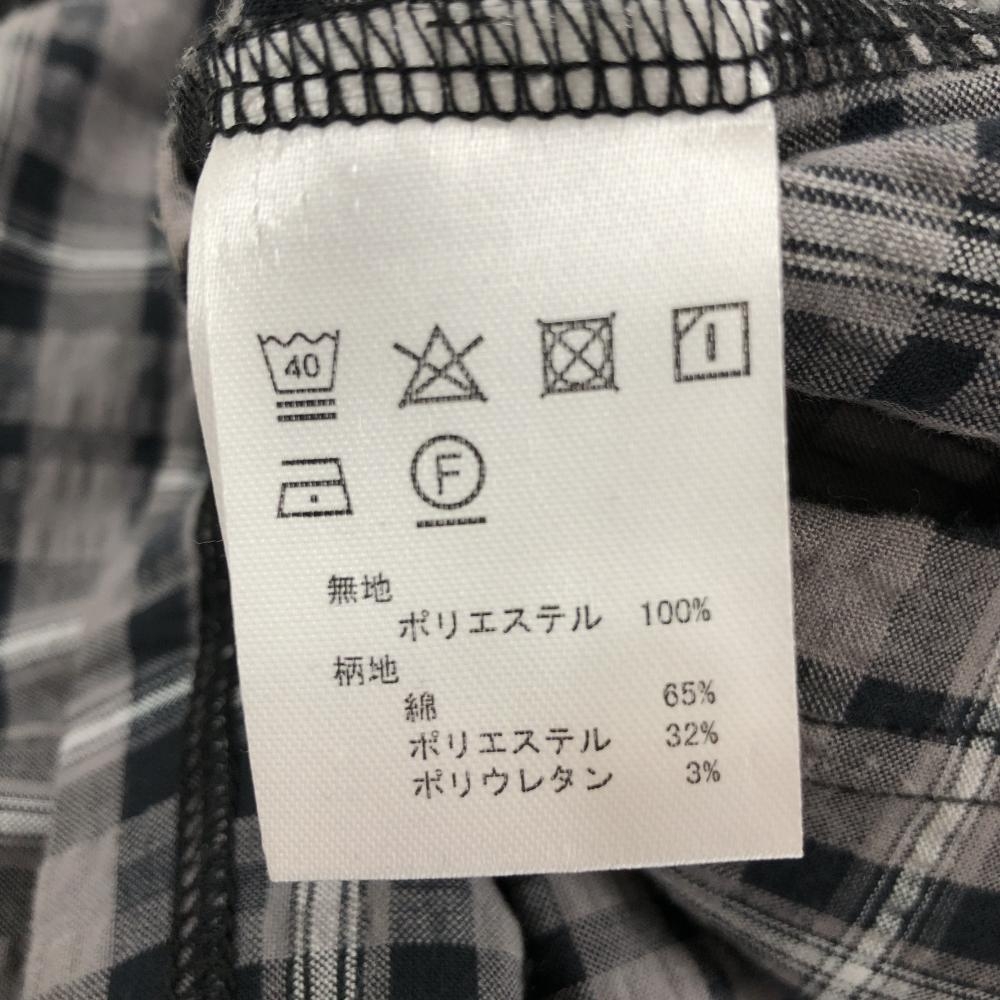 40
F
無地
ポリエステル 100%
柄地
綿 65%
ポリエステル 32%
ポリウレタン 3%